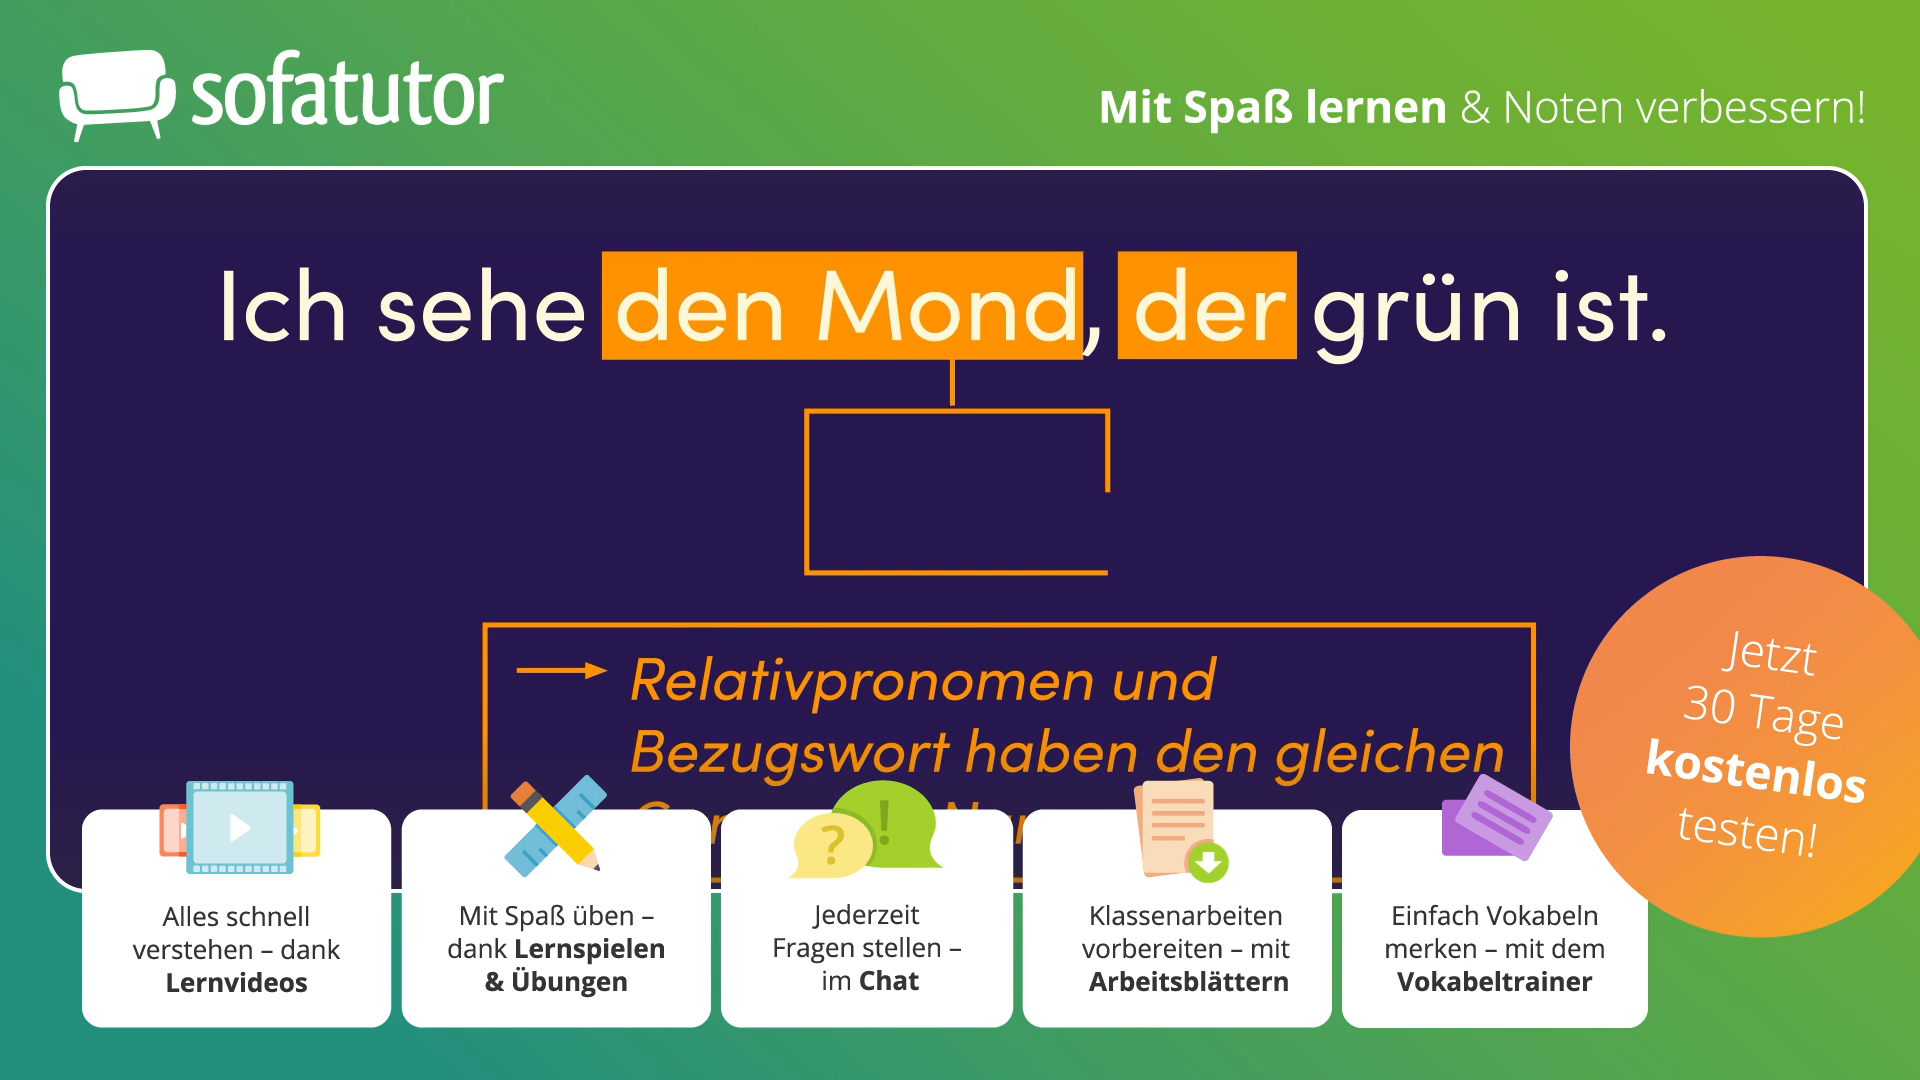 sofatutor
Mit Spaß lernen & Noten verbessern!
Ich sehe den Mond, der grün ist.
Relativpronomen und
Bezugswort haben den gleichen
Jetzt
30 Tage
kostenlos
testen!
?
!
Alles schnell
verstehen – dank
Lernvideos
Mit Spaß üben –
dank Lernspielen
& Übungen
Jederzeit
Fragen stellen –
im Chat
Klassenarbeiten
vorbereiten – mit
Arbeitsblättern
Einfach Vokabeln
merken – mit dem
Vokabeltrainer